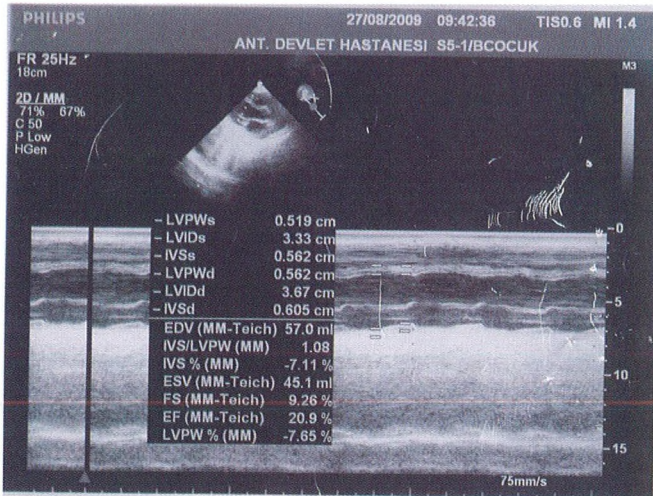 PHILIPS
27/08/2009 09:42:36 TIS0.6 MI 1.4
ANT. DEVLET HASTANESİ S5-1/BCOCUK
FR 25Hz
18cm
M3
2D / MM
71% 67%
C 50
P Low
HGen
LVPWs 0.519 cm
LVIDs 3.33 cm
IVSs 0.562 cm
LVPWd 0.562 cm
LVIDd 3.67 cm
IVSd 0.605 cm
EDV (MM-Teich) 57.0 ml
IVS/LVPW (MM) 1.08
IVS % (MM) -7.11 %
ESV (MM-Teich) 45.1 ml
FS (MM-Teich) 9.26 %
EF (MM-Teich) 20.9 %
LVPW % (MM) -7.65 %
0
5
10
15
75mm/s